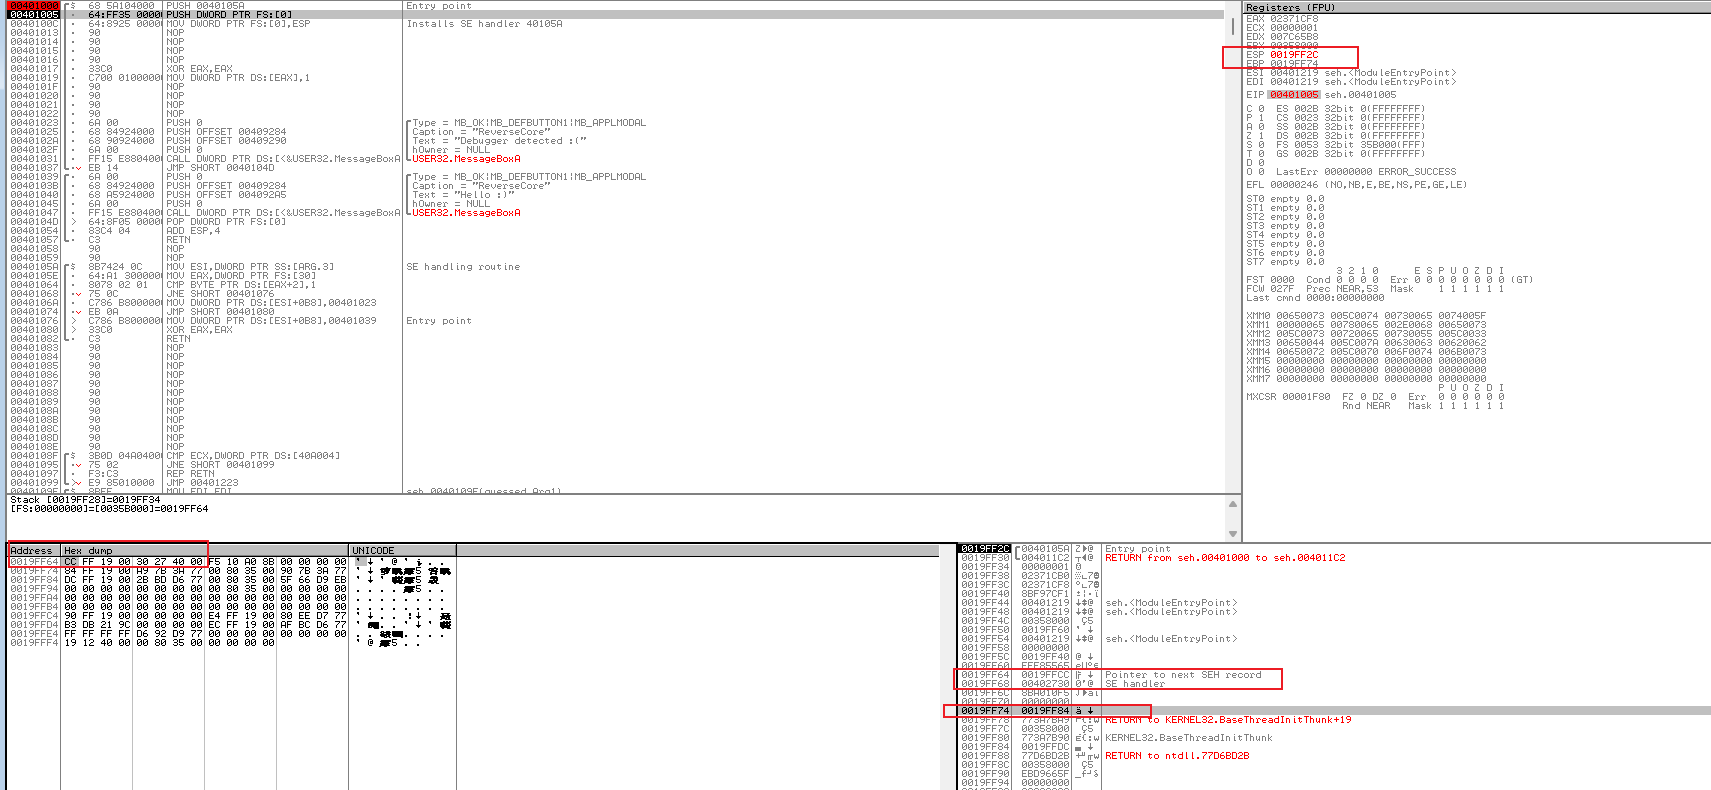 00401000 $ 68 5A104000 PUSH 0040105A Entry point
00401005 · 64:FF35 0000 PUSH DWORD PTR FS:[0]
0040100C · 64:8925 0000 MOV DWORD PTR FS:[0],ESP Installs SE handler 40105A
00401013 · 90 NOP
00401014 · 90 NOP
00401015 · 90 NOP
00401016 · 90 NOP
00401017 · 33C0 XOR EAX,EAX
00401019 · C700 01000000 MOV DWORD PTR DS:[EAX],1
0040101F · 90 NOP
00401020 · 90 NOP
00401021 · 90 NOP
00401022 · 90 NOP
00401023 · 6A 00 PUSH 0 Type = MB_OK|MB_DEFBUTTON1|MB_APPLMODAL
00401025 · 68 84924000 PUSH OFFSET 00409284 Caption = "ReverseCore"
0040102A · 68 90924000 PUSH OFFSET 00409290 Text = "Debugger detected :("
0040102F · 6A 00 PUSH 0 hOwner = NULL
00401031 · FF15 E8804000 CALL DWORD PTR DS:[<&USER32.MessageBoxA USER32.MessageBoxA
00401037 · EB 14 JMP SHORT 0040104D
00401039 · 6A 00 PUSH 0 Type = MB_OK|MB_DEFBUTTON1|MB_APPLMODAL
0040103B · 68 84924000 PUSH OFFSET 00409284 Caption = "ReverseCore"
00401040 · 68 A5924000 PUSH OFFSET 004092A5 Text = "Hello :)"
00401045 · 6A 00 PUSH 0 hOwner = NULL
00401047 · FF15 E8804000 CALL DWORD PTR DS:[<&USER32.MessageBoxA USER32.MessageBoxA
0040104D > 64:8F05 0000 POP DWORD PTR FS:[0]
00401054 · 83C4 04 ADD ESP,4
00401057 · C3 RETN
00401058 90 NOP
00401059 90 NOP
0040105A $ 8B7424 0C MOV ESI,DWORD PTR SS:[ARG.3] SE handling routine
0040105E · 64:A1 3000000 MOV EAX,DWORD PTR FS:[30]
00401064 · 8078 02 01 CMP BYTE PTR DS:[EAX+2],1
00401068 · 75 0C JNE SHORT 00401076
0040106A · C786 B8000000 MOV DWORD PTR DS:[ESI+0B8],00401023
00401074 · EB 0A JMP SHORT 00401080
00401076 > C786 B8000000 MOV DWORD PTR DS:[ESI+0B8],00401039 Entry point
00401080 > 33C0 XOR EAX,EAX
00401082 · C3 RETN
00401083 90 NOP
00401084 90 NOP
00401085 90 NOP
00401086 90 NOP
00401087 90 NOP
00401088 90 NOP
00401089 90 NOP
0040108A 90 NOP
0040108B 90 NOP
0040108C 90 NOP
0040108D 90 NOP
0040108E 90 NOP
0040108F $ 3B0D 04A04000 CMP ECX,DWORD PTR DS:[40A004]
00401095 · 75 02 JNE SHORT 00401099
00401097 · F3:C3 REP RETN
00401099 > E9 85010000 JMP 00401223
0040109E $ 8BFF MOV EDI,EDI seh.0040109E(guessed Arg1)
Stack [0019FF28]=0019FF34
[FS:00000000]=[0035B000]=0019FF64
Registers (FPU)
EAX 02371CF8
ECX 00000001
EDX 007C65B8
EBX 00358000
ESP 0019FF2C
EBP 0019FF74
ESI 00401219 seh.<ModuleEntryPoint>
EDI 00401219 seh.<ModuleEntryPoint>
EIP 00401005 seh.00401005
C 0 ES 002B 32bit 0(FFFFFFFF)
P 1 CS 0023 32bit 0(FFFFFFFF)
A 0 SS 002B 32bit 0(FFFFFFFF)
Z 1 DS 002B 32bit 0(FFFFFFFF)
S 0 FS 0053 32bit 35B000(FFF)
T 0 GS 002B 32bit 0(FFFFFFFF)
D 0
O 0 LastErr 00000000 ERROR_SUCCESS
EFL 00000246 (NO,NB,E,BE,NS,PE,GE,LE)
ST0 empty 0.0
ST1 empty 0.0
ST2 empty 0.0
ST3 empty 0.0
ST4 empty 0.0
ST5 empty 0.0
ST6 empty 0.0
ST7 empty 0.0
3 2 1 0 E S P U O Z D I
FST 0000 Cond 0 0 0 0 Err 0 0 0 0 0 0 0 0 (GT)
FCW 027F Prec NEAR,53 Mask 1 1 1 1 1 1
Last cmnd 0000:00000000
XMM0 00650073 005C0074 00730065 0074005F
XMM1 00000065 00780065 002E0068 00650073
XMM2 005C0073 00720065 00730055 005C0033
XMM3 00650044 005C007A 00630063 00620062
XMM4 00650072 005C0070 006F0074 006B0073
XMM5 00000000 00000000 00000000 00000000
XMM6 00000000 00000000 00000000 00000000
XMM7 00000000 00000000 00000000 00000000
P U O Z D I
MXCSR 00001F80 FZ 0 DZ 0 Err 0 0 0 0 0 0
Rnd NEAR Mask 1 1 1 1 1 1
Address Hex dump UNICODE
0019FF64 CC FF 19 00 30 27 40 00 F5 10 A0 8B 00 00 00 00
0019FF74 84 FF 19 00 A9 7B 3A 77 00 80 35 00 90 7B 3A 77
0019FF84 DC FF 19 00 2B BD D6 77 00 80 35 00 5F 66 D9 EB
0019FF94 00 00 00 00 00 00 00 00 00 80 35 00 00 00 00 00
0019FFA4 00 00 00 00 00 00 00 00 00 00 00 00 00 00 00 00
0019FFB4 00 00 00 00 00 00 00 00 00 00 00 00 00 00 00 00
0019FFC4 90 FF 19 00 00 00 00 00 E4 FF 19 00 80 EE D7 77
0019FFD4 B3 DB 21 9C 00 00 00 00 EC FF 19 00 AF BC D6 77
0019FFE4 FF FF FF FF D6 92 D9 77 00 00 00 00 00 00 00 00
0019FFF4 19 12 40 00 00 80 35 00 00 00 00 00
0019FF2C 0040105A Entry point
0019FF30 004011C2 RETURN from seh.00401000 to seh.004011C2
0019FF34 00000001
0019FF38 02371CB0
0019FF3C 02371CF8
0019FF40 8BF97CF1
0019FF44 00401219 seh.<ModuleEntryPoint>
0019FF48 00401219 seh.<ModuleEntryPoint>
0019FF4C 00358000
0019FF50 0019FF60
0019FF54 00401219 seh.<ModuleEntryPoint>
0019FF58 00000000
0019FF5C 0019FF40
0019FF60
0019FF64 0019FFCC Pointer to next SEH record
0019FF68 00402730 SE handler
0019FF6C 8BA010F5
0019FF70 00000000
0019FF74 0019FF84
0019FF78 773A7BA9 RETURN to KERNEL32.BaseThreadInitThunk+19
0019FF7C 00358000
0019FF80 773A7B90 KERNEL32.BaseThreadInitThunk
0019FF84 0019FFDC
0019FF88 77D6BD2B RETURN to ntdll.77D6BD2B
0019FF8C 00358000
0019FF90 EBD9665F
0019FF94 00000000